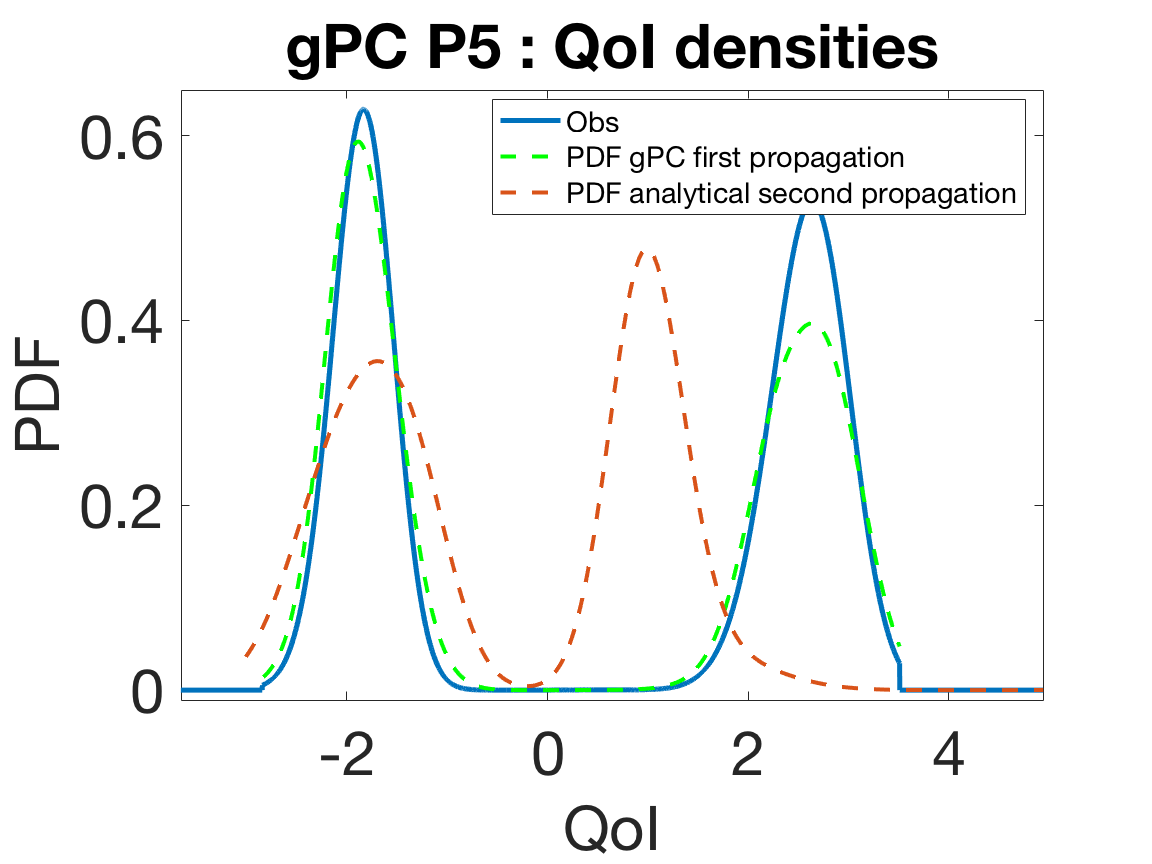 gPC P5 : QoI densities
Obs
PDF gPC first propagation
PDF analytical second propagation
PDF
0.6
0.4
0.2
0
-2
0
2
4
QoI